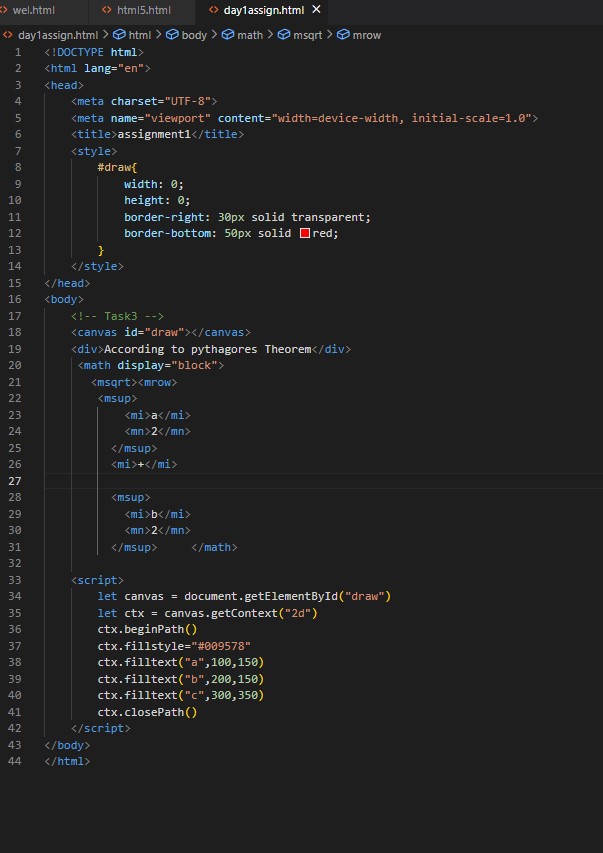 wel.html html5.html day1assign.html
day1assign.html > html > body > math > msqrt > mrow
1 <!DOCTYPE html>
2 <html lang="en">
3 <head>
4     <meta charset="UTF-8">
5     <meta name="viewport" content="width=device-width, initial-scale=1.0">
6     <title>assignment1</title>
7     <style>
8         #draw{
9             width: 0;
10             height: 0;
11             border-right: 30px solid transparent;
12             border-bottom: 50px solid red;
13         }
14     </style>
15 </head>
16 <body>
17     <!-- Task3 -->
18     <canvas id="draw"></canvas>
19     <div>According to pythagores Theorem</div>
20      <math display="block">
21        <msqrt><mrow>
22         <msup>
23             <mi>a</mi>
24             <mn>2</mn>
25           </msup>
26           <mi>+</mi>
27
28           <msup>
29             <mi>b</mi>
30             <mn>2</mn>
31           </msup>     </math>
32
33     <script>
34         let canvas = document.getElementById("draw")
35         let ctx = canvas.getContext("2d")
36         ctx.beginPath()
37         ctx.fillstyle="#009578"
38         ctx.filltext("a",100,150)
39         ctx.filltext("b",200,150)
40         ctx.filltext("c",300,350)
41         ctx.closePath()
42     </script>
43 </body>
44 </html>